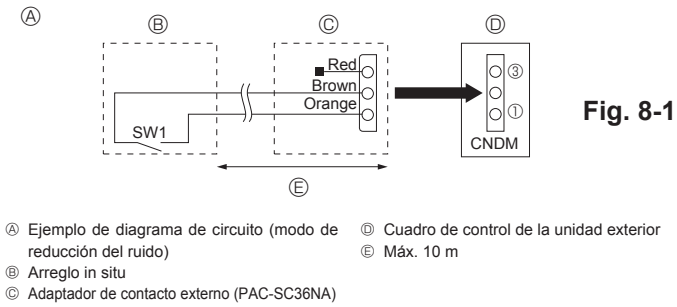 Ⓐ
Ⓑ
Ⓒ
Ⓓ
Red
Brown
Orange
SW1
③
①
CNDM
Fig. 8-1
Ⓔ
Ⓐ Ejemplo de diagrama de circuito (modo de
reducción del ruido)
Ⓑ Arreglo in situ
Ⓒ Adaptador de contacto externo (PAC-SC36NA)
Ⓓ Cuadro de control de la unidad exterior
Ⓔ Máx. 10 m